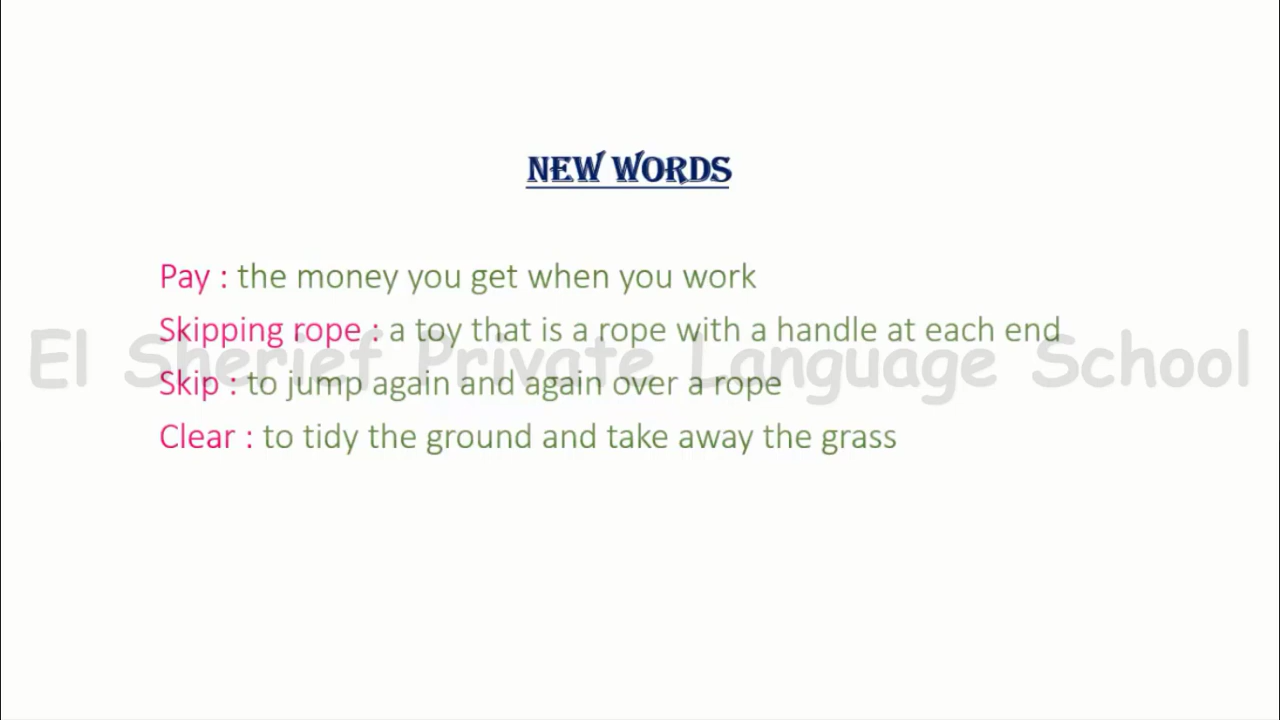 NEW WORDS
Pay : the money you get when you work
Skipping rope : a toy that is a rope with a handle at each end
El Sherief Private Language School
Skip : to jump again and again over a rope
Clear : to tidy the ground and take away the grass